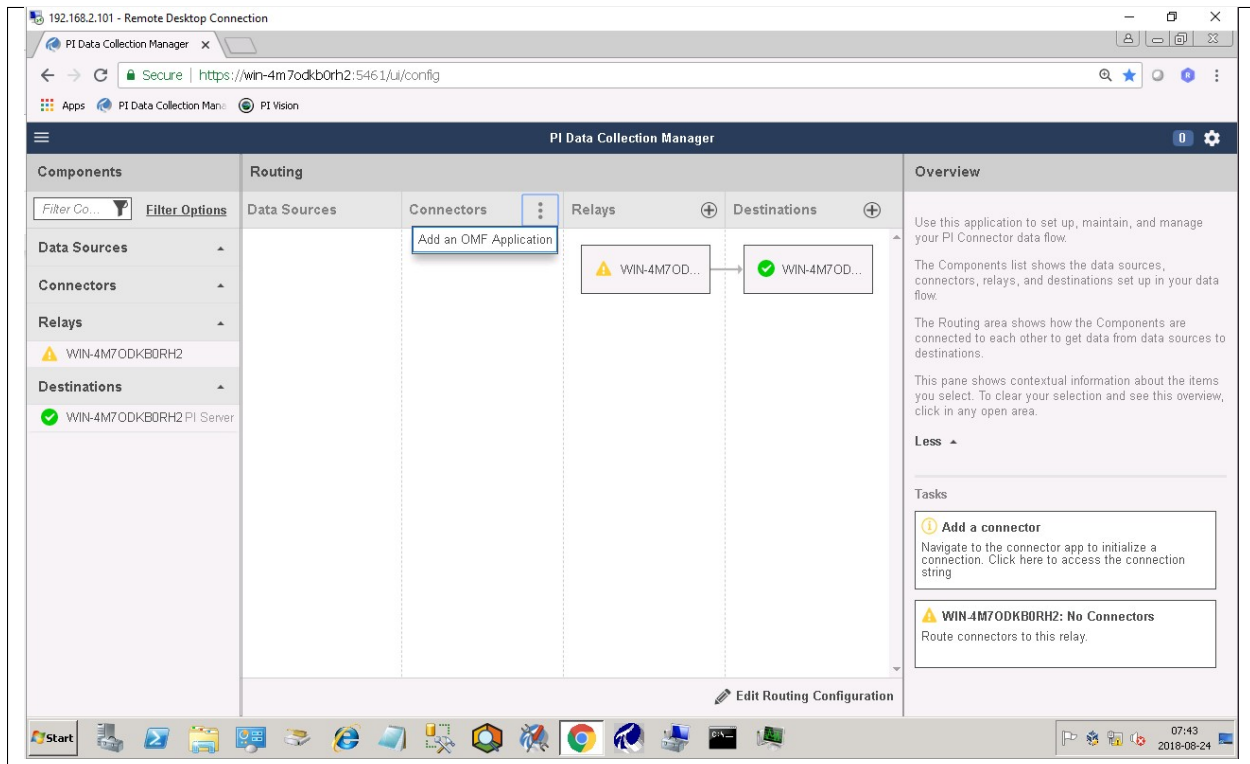 192.168.2.101 - Remote Desktop Connection
PI Data Collection Manager
Secure | https://win-4m7odkb0rh2:5461/ui/config
Apps PI Data Collection Mana PI Vision
PI Data Collection Manager
0
Components
Routing
Overview
Filter Co...
Filter Options
Data Sources
Connectors
Relays
Destinations
Add an OMF Application
Data Sources
Connectors
Relays
WIN-4M7ODKB0RH2
Destinations
WIN-4M7ODKB0RH2 PI Server
WIN-4M7OD...
WIN-4M7OD...
Use this application to set up, maintain, and manage
your PI Connector data flow.
The Components list shows the data sources,
connectors, relays, and destinations set up in your data
flow.
The Routing area shows how the Components are
connected to each other to get data from data sources to
destinations.
This pane shows contextual information about the items
you select. To clear your selection and see this overview,
click in any open area.
Less
Tasks
Add a connector
Navigate to the connector app to initialize a
connection. Click here to access the connection
string
WIN-4M7ODKB0RH2: No Connectors
Route connectors to this relay.
Edit Routing Configuration
Start
07:43
2018-08-24